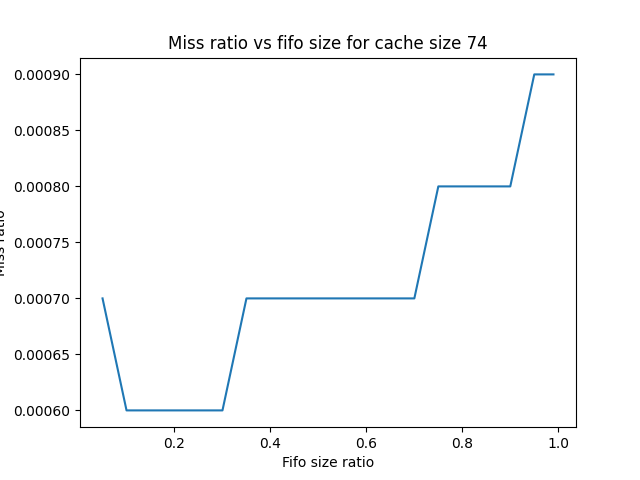 Miss ratio vs fifo size for cache size 74
0.00090
0.00085
0.00080
0.00075
Miss ratio
0.00070
0.00065
0.00060
0.2 0.4 0.6 0.8 1.0
Fifo size ratio